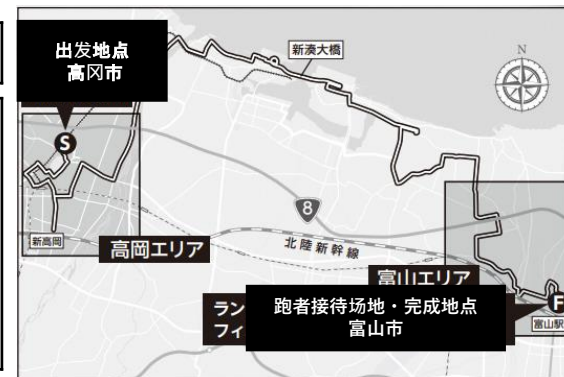 出发地点
高冈市
新湊大橋
N
S
8
新高岡
高岡エリア
北陸新幹線
富山エリア
ラン
フィ
跑者接待场地・完成地点
富山市
F
富山駅